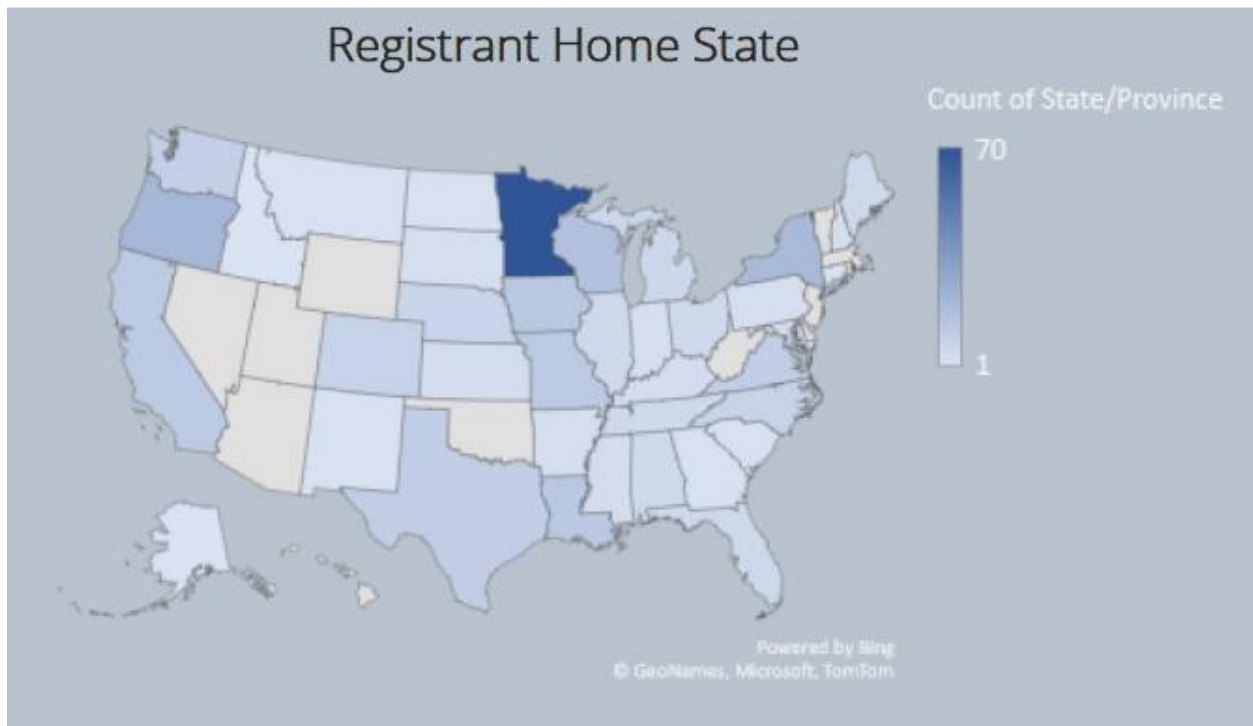 Registrant Home State
Count of State/Province
70
1
Powered by Bing
© GeoNames, Microsoft, TomTom